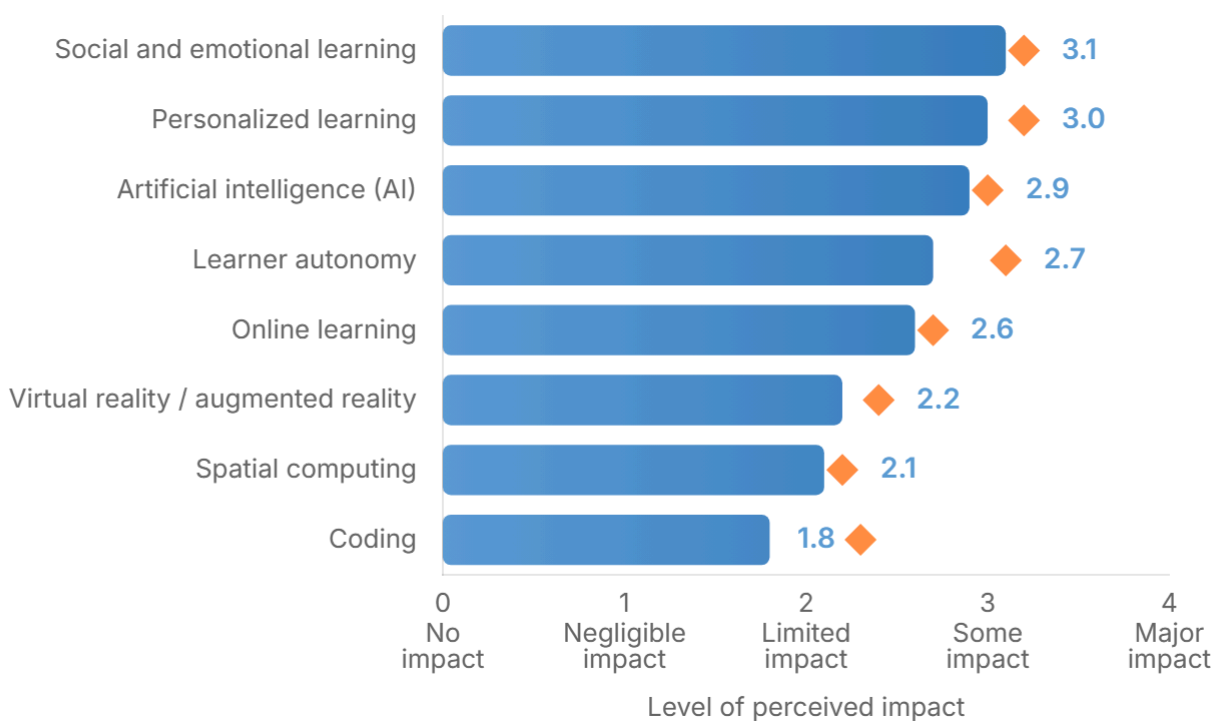 Social and emotional learning 3.1
Personalized learning 3.0
Artificial intelligence (AI) 2.9
Learner autonomy 2.7
Online learning 2.6
Virtual reality / augmented reality 2.2
Spatial computing 2.1
Coding 1.8
0 1 2 3 4
No Negligible Limited Some Major
impact impact impact impact impact
Level of perceived impact